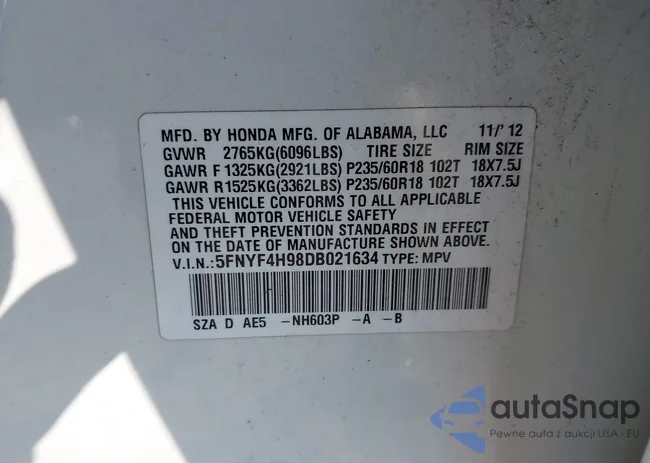 MFD. BY HONDA MFG. OF ALABAMA, LLC 11/'12
GVWR 2765KG(6096LBS) TIRE SIZE RIM SIZE
GAWR F 1325KG(2921LBS) P235/60R18 102T 18X7.5J
GAWR R 1525KG(3362LBS) P235/60R18 102T 18X7.5J
THIS VEHICLE CONFORMS TO ALL APPLICABLE
FEDERAL MOTOR VEHICLE SAFETY
AND THEFT PREVENTION STANDARDS IN EFFECT
ON THE DATE OF MANUFACTURE SHOWN ABOVE.
V.I.N.:5FNYF4H98DB021634 TYPE: MPV
SZA D AE5 -NH603P -A -B
autoSnap
Pewne auta z aukcji USA i EU